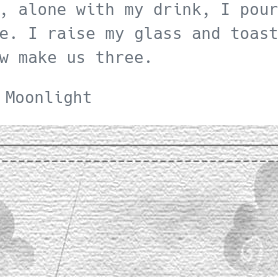 , alone with my drink, I pour
e. I raise my glass and toast
w make us three.
Moonlight